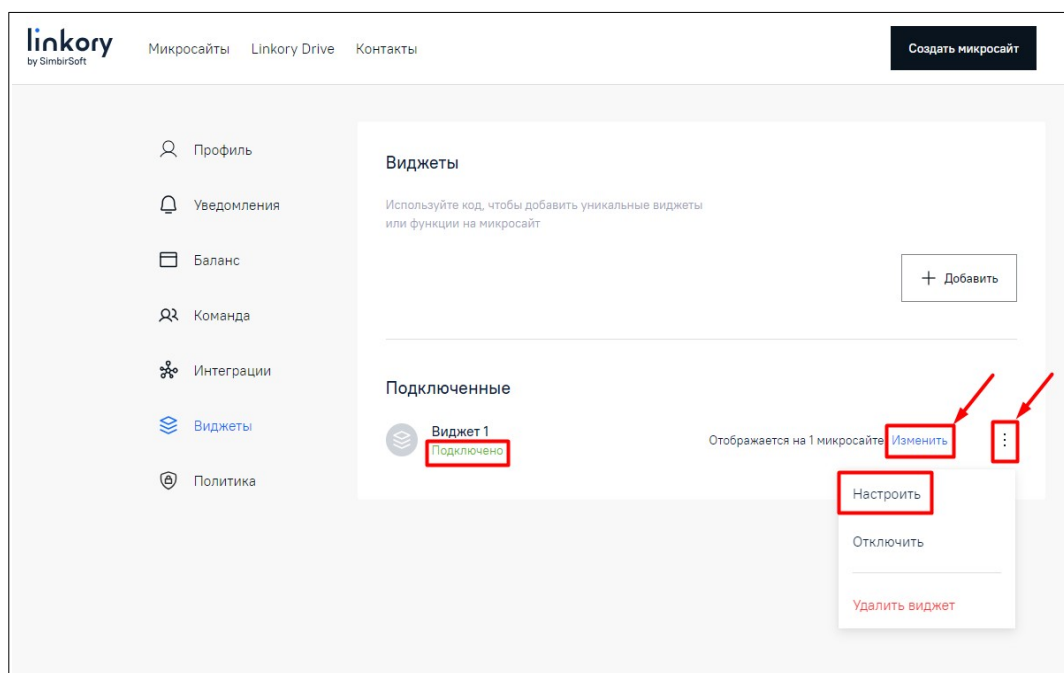 linkory
by SimbirSoft
Микросайты Linkory Drive Контакты
Создать микросайт
Профиль
Уведомления
Баланс
Команда
Интеграции
Виджеты
Политика
Виджеты
Используйте код, чтобы добавить уникальные виджеты
или функции на микросайт
Добавить
Подключенные
Виджет 1
Подключено
Отображается на 1 микросайте Изменить
Настроить
Отключить
Удалить виджет